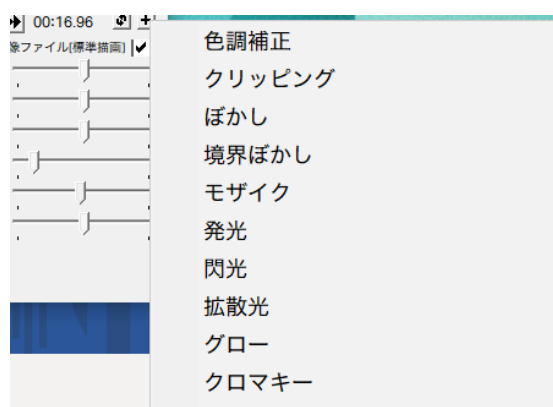 00:16.96
像ファイル[標準描画]
色調補正
クリッピング
ぼかし
境界ぼかし
モザイク
発光
閃光
拡散光
グロー
クロマキー